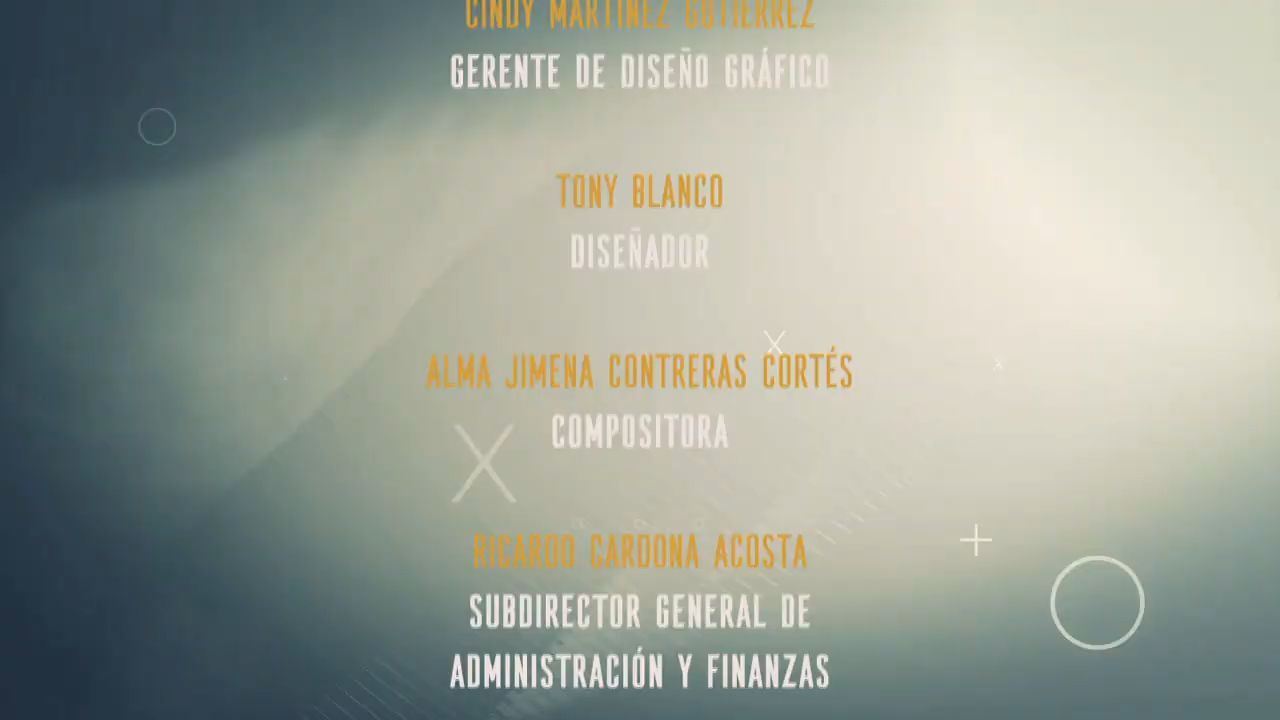 CINDY MARTÍNEZ GUTIÉRREZ
GERENTE DE DISEÑO GRÁFICO
TONY BLANCO
DISEÑADOR
ALMA JIMENA CONTRERAS CORTÉS
COMPOSITORA
RICARDO CARDONA ACOSTA
SUBDIRECTOR GENERAL DE
ADMINISTRACIÓN Y FINANZAS